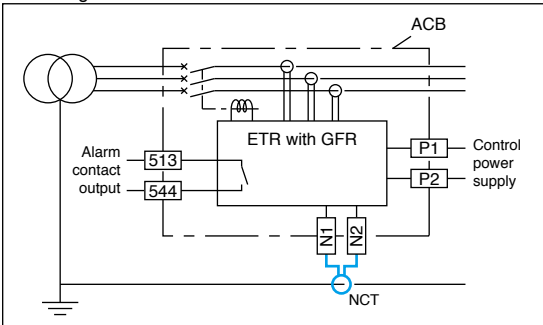 ACB
ETR with GFR
Alarm
contact
output
513
544
P1
P2
Control
power
supply
N1
N2
NCT